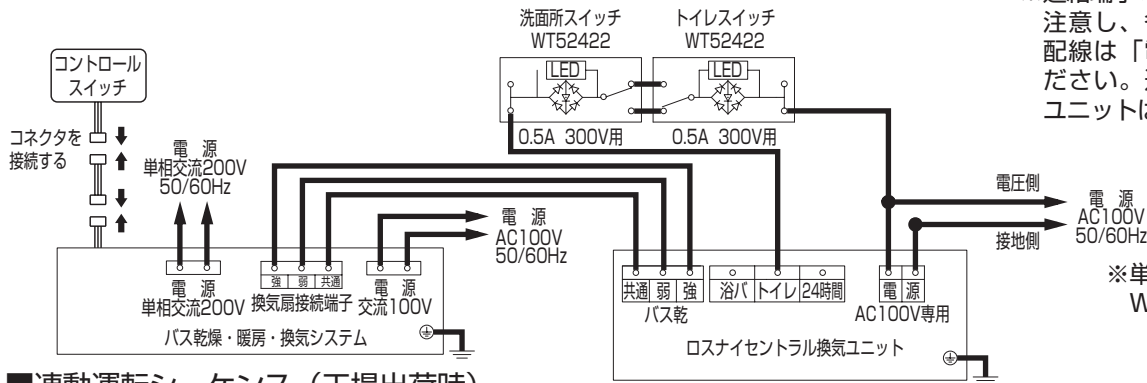 洗面所スイッチ
WT52422
トイレスイッチ
WT52422
LED
LED
0.5A 300V用
0.5A 300V用
コントロール
スイッチ
コネクタを
接続する
電 源
単相交流200V
50/60Hz
電 源
AC100V
50/60Hz
電圧側
接地側
電 源
AC100V
50/60Hz
強 弱 共通
電 源
単相交流200V
換気扇接続端子
電 源
交流100V
バス乾燥・暖房・換気システム
共通 弱 強
バス乾
浴バ トイレ 24時間
電 源
AC100V専用
ロスナイセントラル換気ユニット
注意し、
配線は「
ださい。
ユニットに
※単
W
■連動運転シーケンス（工場出荷時）